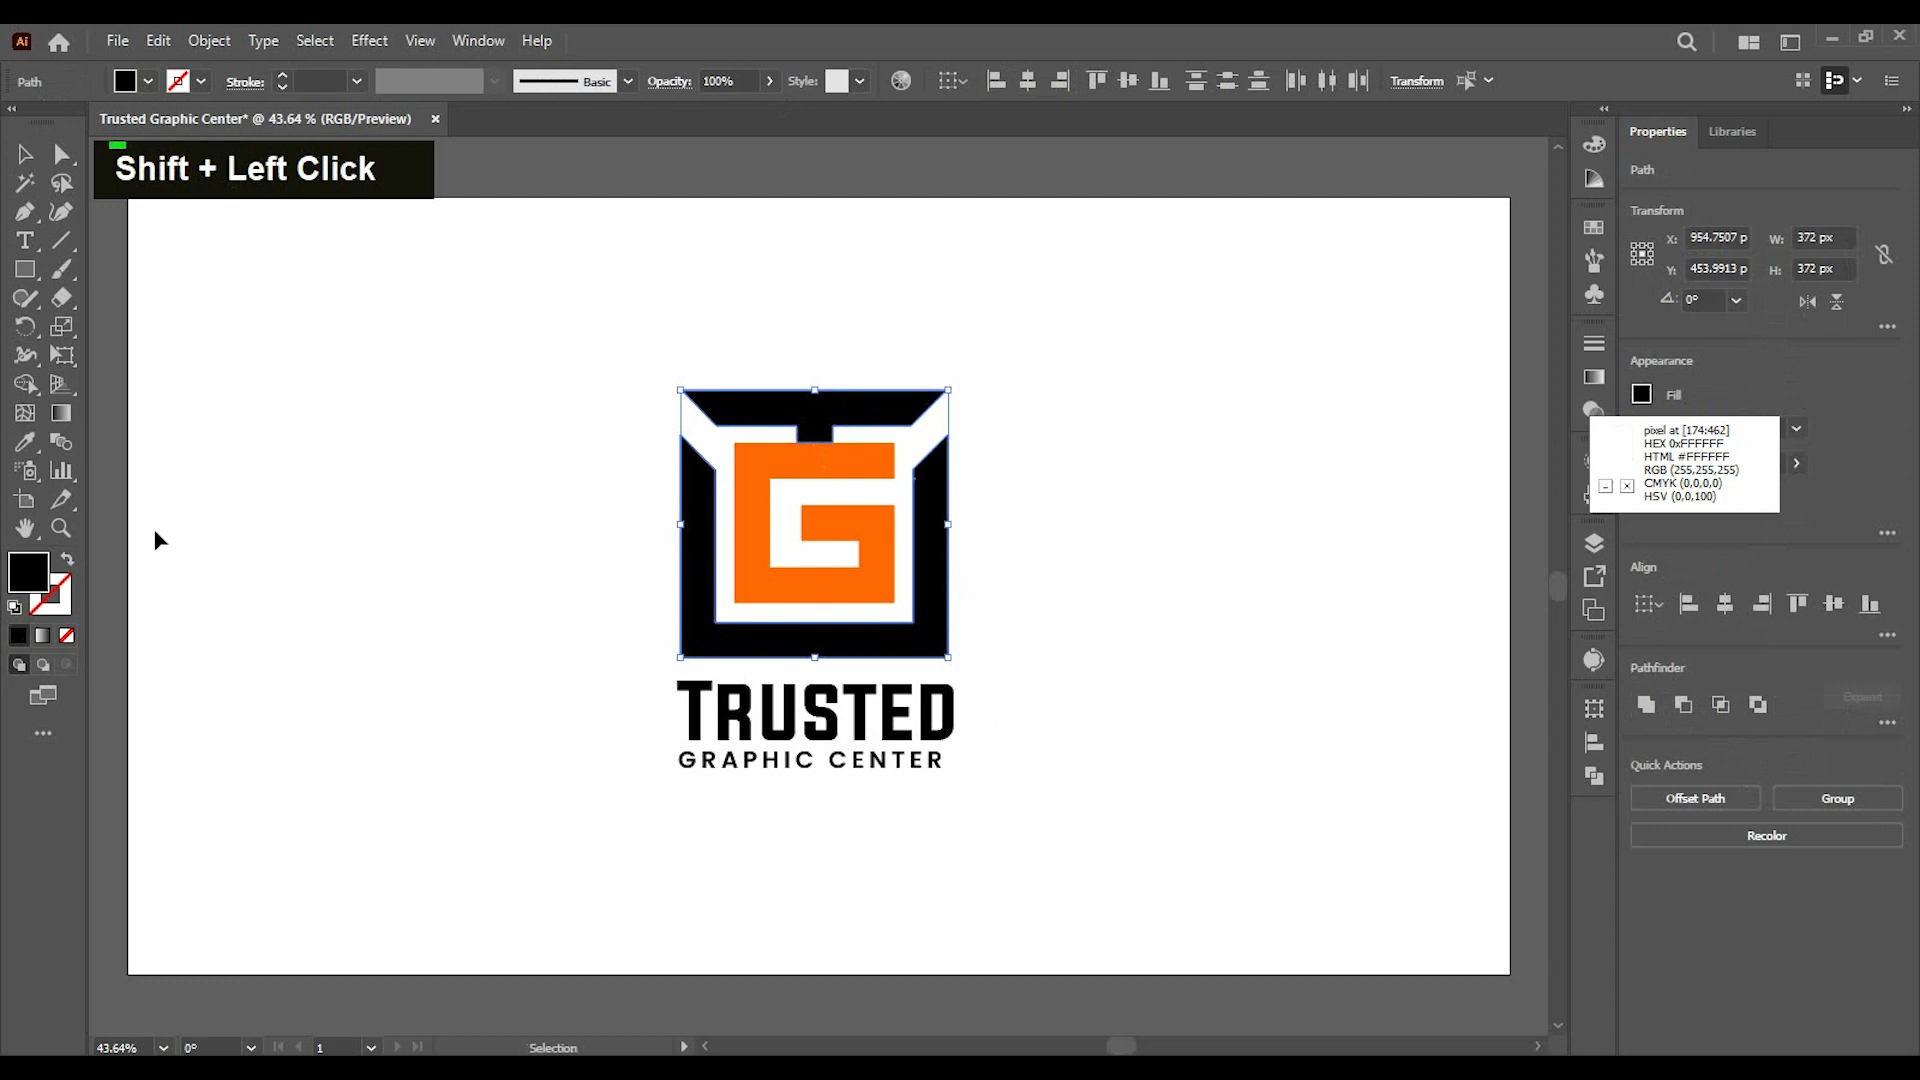 Ai
File Edit Object Type Select Effect View Window Help
Path
Stroke:
Basic
Opacity: 100%
Style:
Transform
Trusted Graphic Center* @ 43.64 % (RGB/Preview)
Shift + Left Click
TRUSTED
GRAPHIC CENTER
Properties
Libraries
Path
Transform
X: 954.7507 p
W: 372 px
Y: 453.9913 p
H: 372 px
0°
Appearance
Fill
pixel at [174:462]
HEX 0xFFFFFF
HTML #FFFFFF
RGB (255,255,255)
CMYK (0,0,0,0)
HSV (0,0,100)
Align
Pathfinder
Expand
Quick Actions
Offset Path
Group
Recolor
43.64%
0°
1
Selection